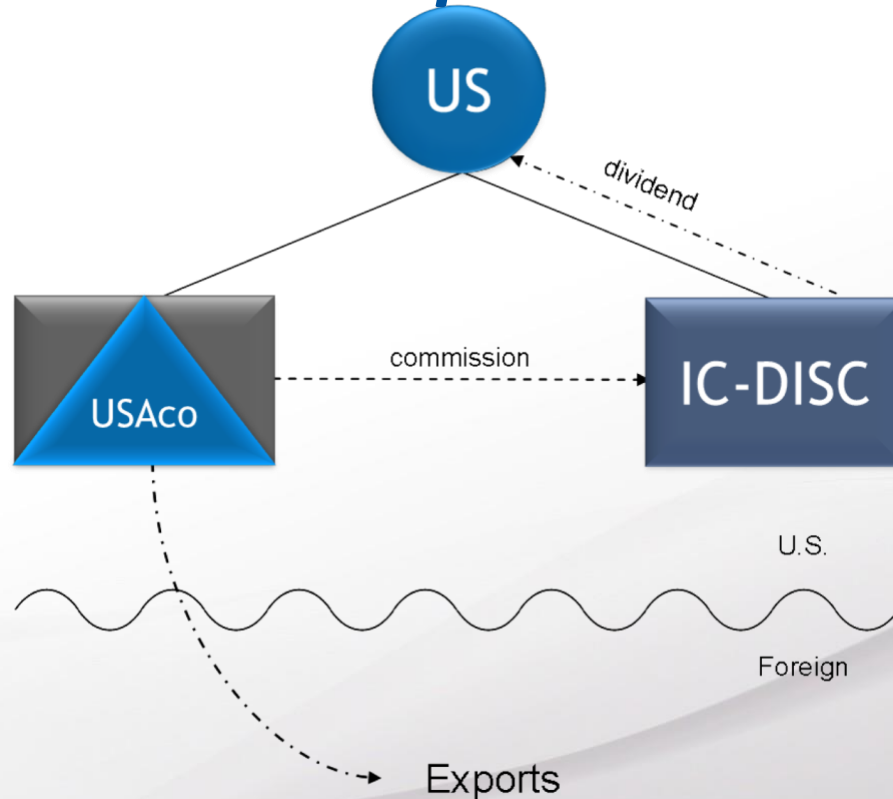 US
dividend
commission
USAco
IC-DISC
U.S.
Foreign
Exports